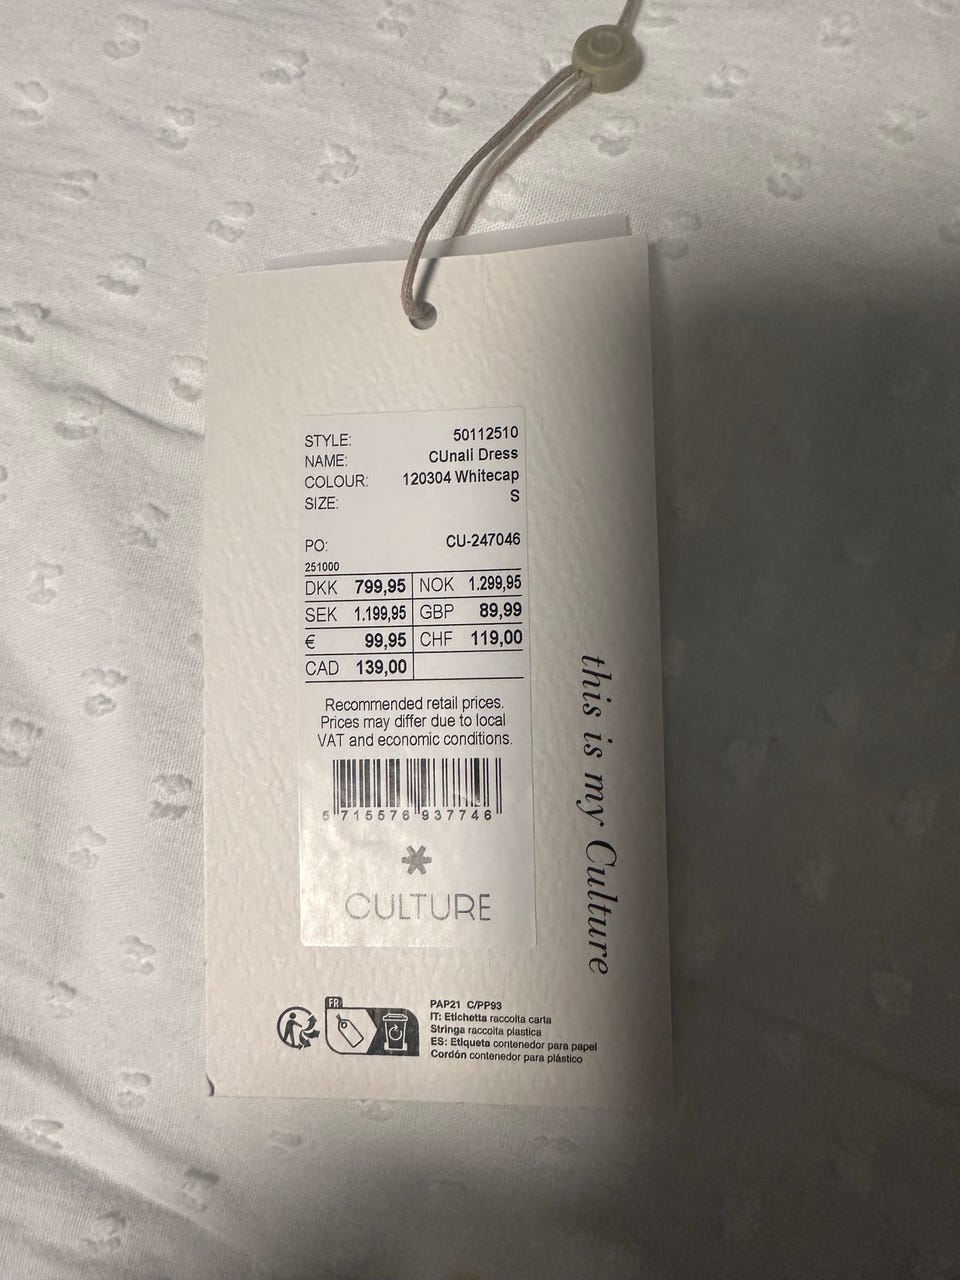 STYLE: 50112510
NAME: CUnali Dress
COLOUR: 120304 Whitecap
SIZE: S
PO: CU-247046
251000
DKK 799,95 NOK 1.299,95
SEK 1.199,95 GBP 89,99
€ 99,95 CHF 119,00
CAD 139,00
Recommended retail prices.
Prices may differ due to local
VAT and economic conditions.
5 715576 937746
CULTURE
this is my Culture
FR
PAP21 C/PP93
IT: Etichetta raccolta carta
Stringa raccolta plastica
ES: Etiqueta contenedor para papel
Cordón contenedor para plástico